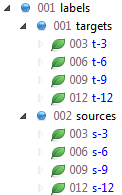 001 labels
001 targets
003 t-3
006 t-6
009 t-9
012 t-12
002 sources
003 s-3
006 s-6
009 s-9
012 s-12